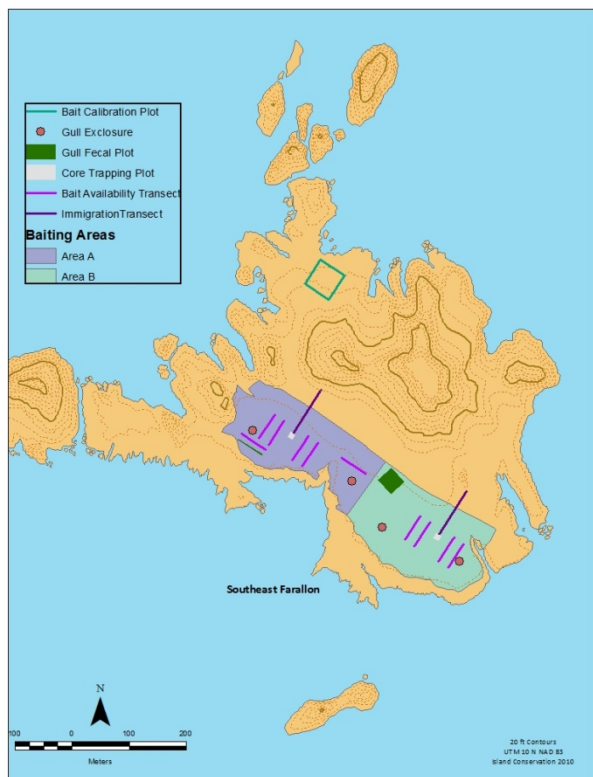 Bait Calibration Plot
Gull Exclosure
Gull Fecal Plot
Core Trapping Plot
Bait Availability Transect
ImmigrationTransect
Baiting Areas
Area A
Area B
Southeast Farallon
N
100 0 100 200
Meters
20 ft Contours
UTM 10 N NAD 83
Island Conservation 2010